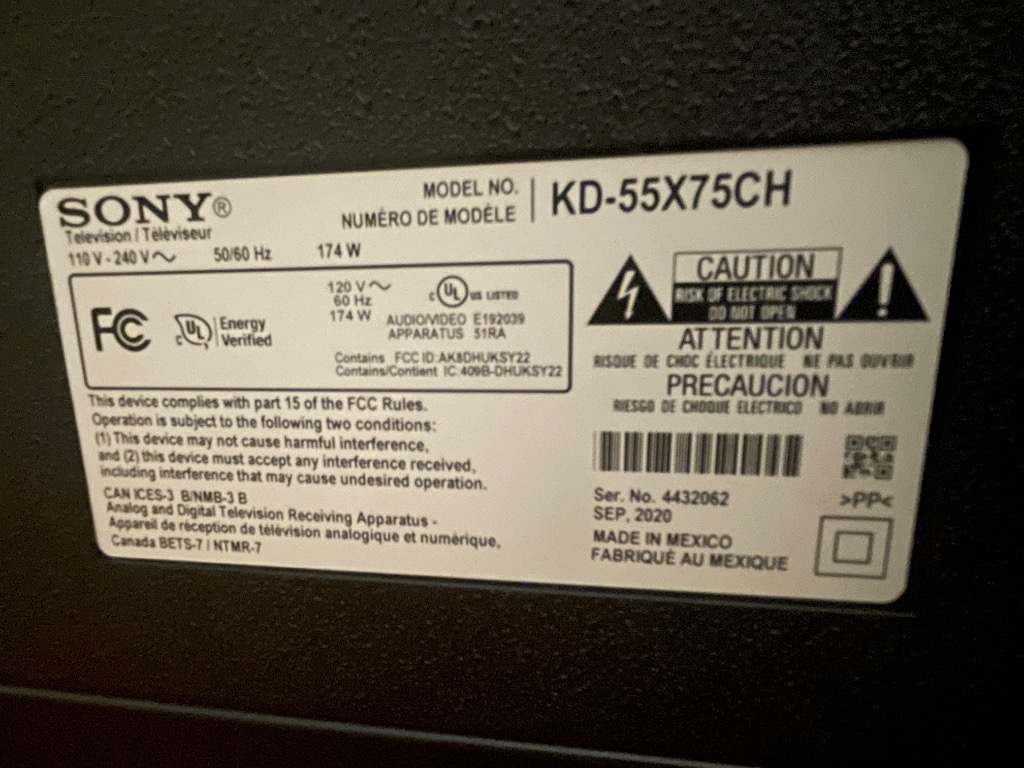 SONY®
Television / Téléviseur
MODEL NO.
NUMÉRO DE MODÈLE
KD-55X75CH
110 V - 240 V～ 50/60 Hz 174 W
FC
c UL Energy
Verified
120 V～
60 Hz
174 W
c UL US LISTED
AUDIO/VIDEO E192039
APPARATUS 51RA
Contains FCC ID:AK8DHUKSY22
Contains/Contient IC:409B-DHUKSY22
This device complies with part 15 of the FCC Rules.
Operation is subject to the following two conditions:
(1) This device may not cause harmful interference,
and (2) this device must accept any interference received,
including interference that may cause undesired operation.
CAN ICES-3 B/NMB-3 B
Analog and Digital Television Receiving Apparatus -
Appareil de réception de télévision analogique et numérique,
Canada BETS-7 / NTMR-7
CAUTION
RISK OF ELECTRIC SHOCK
DO NOT OPEN
ATTENTION
RISQUE DE CHOC ÉLECTRIQUE NE PAS OUVRIR
PRECAUCION
RIESGO DE CHOQUE ELECTRICO NO ABRIR
Ser. No. 4432062
SEP, 2020
>PP<
MADE IN MEXICO
FABRIQUÉ AU MEXIQUE